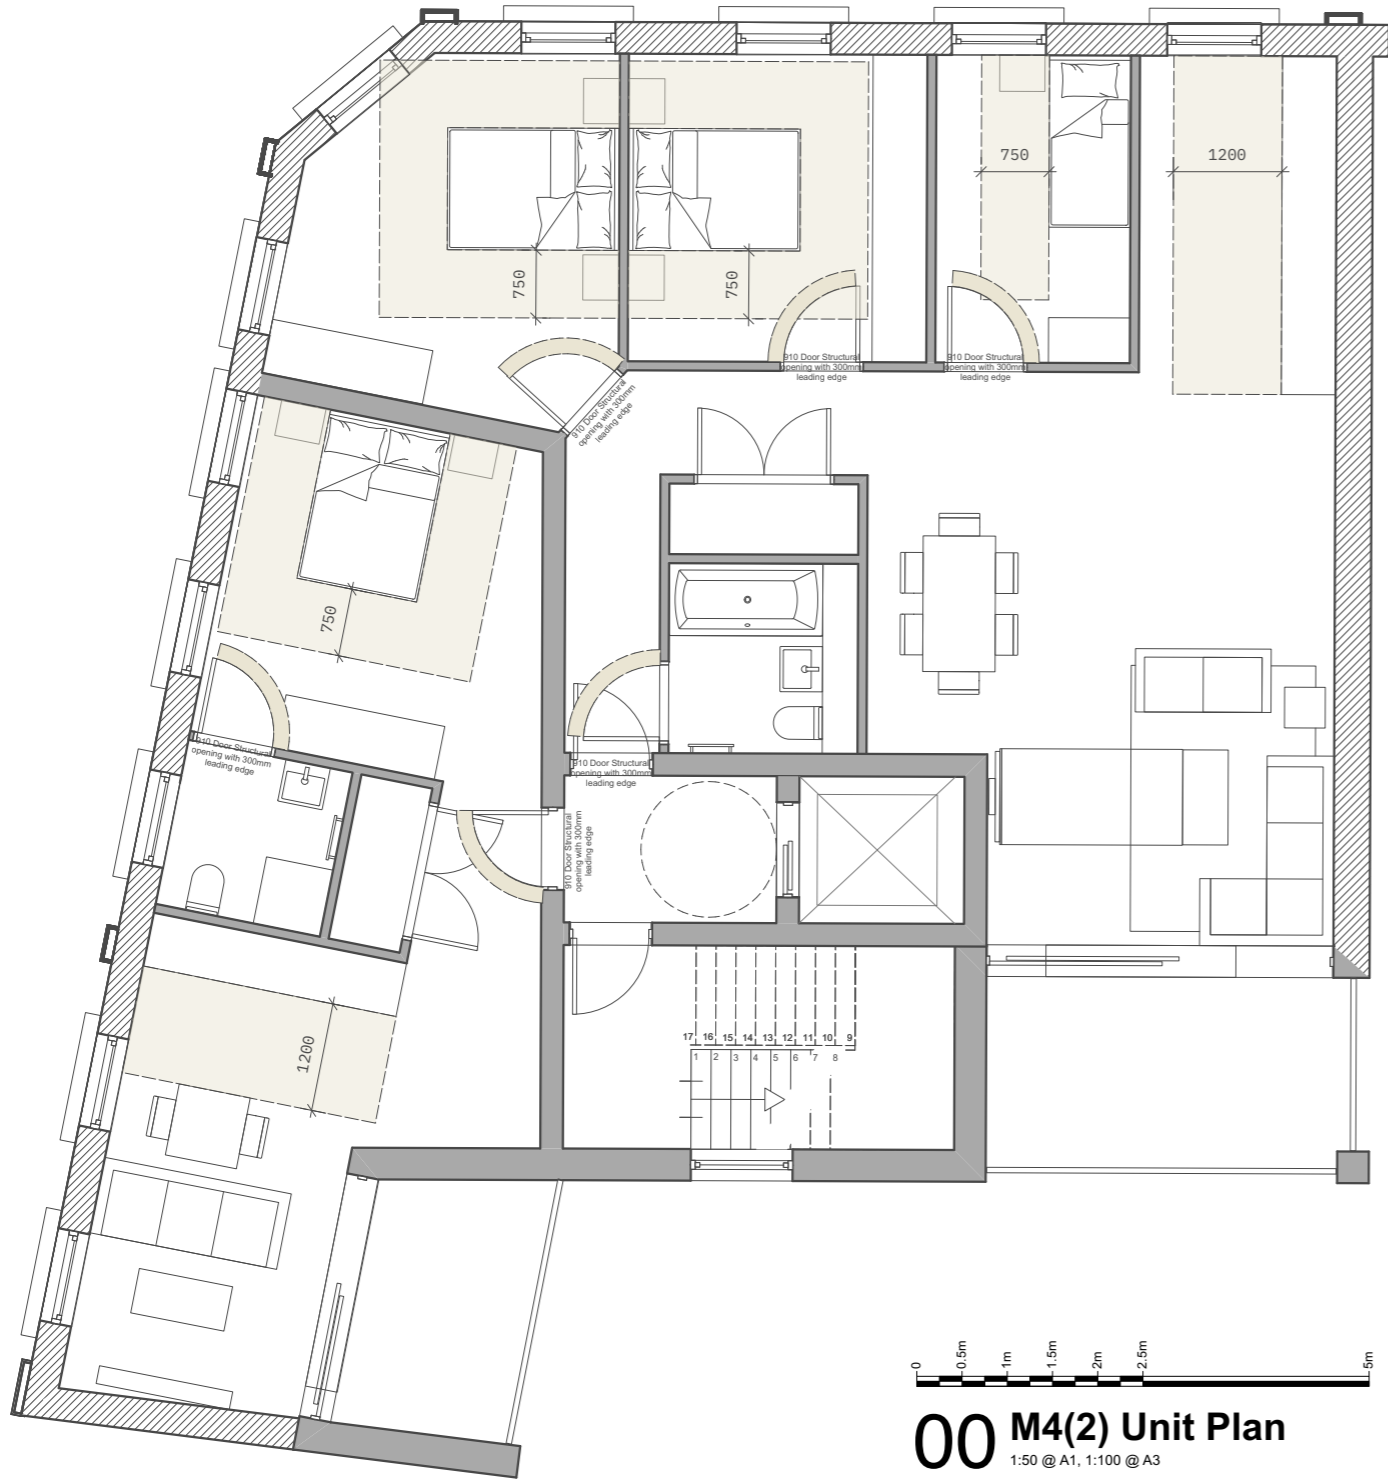 750
1200
750
750
910 Door Structural
opening with 300mm
leading edge
910 Door Structural
opening with 300mm
leading edge
910 Door Structural
opening with 300mm
leading edge
750
910 Door Structural
opening with 300mm
leading edge
910 Door Structural
opening with 300mm
leading edge
910 Door Structural
opening with 300mm
leading edge
1200
17 16 15 14 13 12 11 10 9
1 2 3 4 5 6 7 8
0 0.5m 1m 1.5m 2m 2.5m 5m
00 M4(2) Unit Plan
1:50 @ A1, 1:100 @ A3